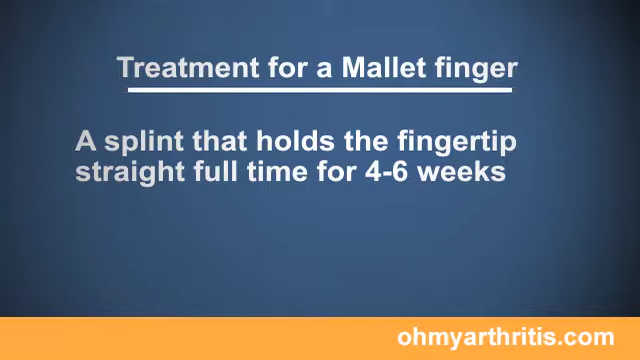 Treatment for a Mallet finger
A splint that holds the fingertip
straight full time for 4-6 weeks
ohmyarthritis.com